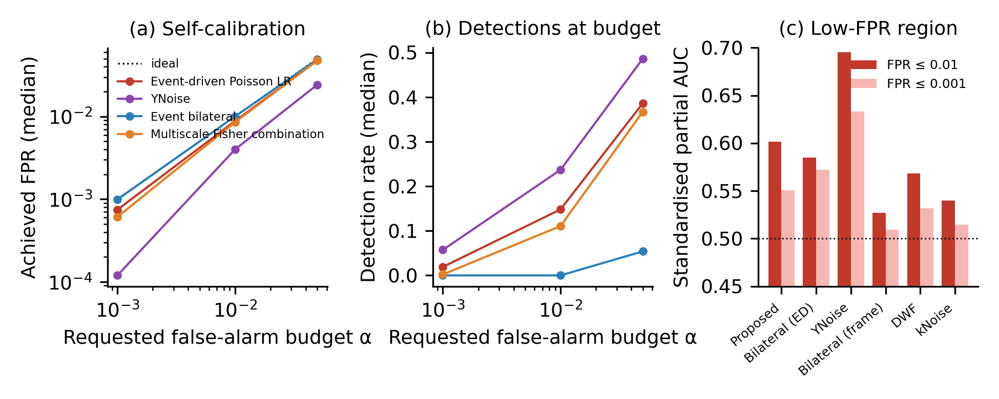 (a) Self-calibration
Achieved FPR (median)
10⁻²
10⁻³
10⁻⁴
ideal
Event-driven Poisson LR
YNoise
Event bilateral
Multiscale Fisher combination
10⁻³
10⁻²
Requested false-alarm budget α
(b) Detections at budget
Detection rate (median)
0.5
0.4
0.3
0.2
0.1
0.0
10⁻³
10⁻²
Requested false-alarm budget α
(c) Low-FPR region
Standardised partial AUC
0.70
0.65
0.60
0.55
0.50
0.45
FPR ≤ 0.01
FPR ≤ 0.001
Proposed
Bilateral (ED)
YNoise
Bilateral (frame)
DWF
kNoise